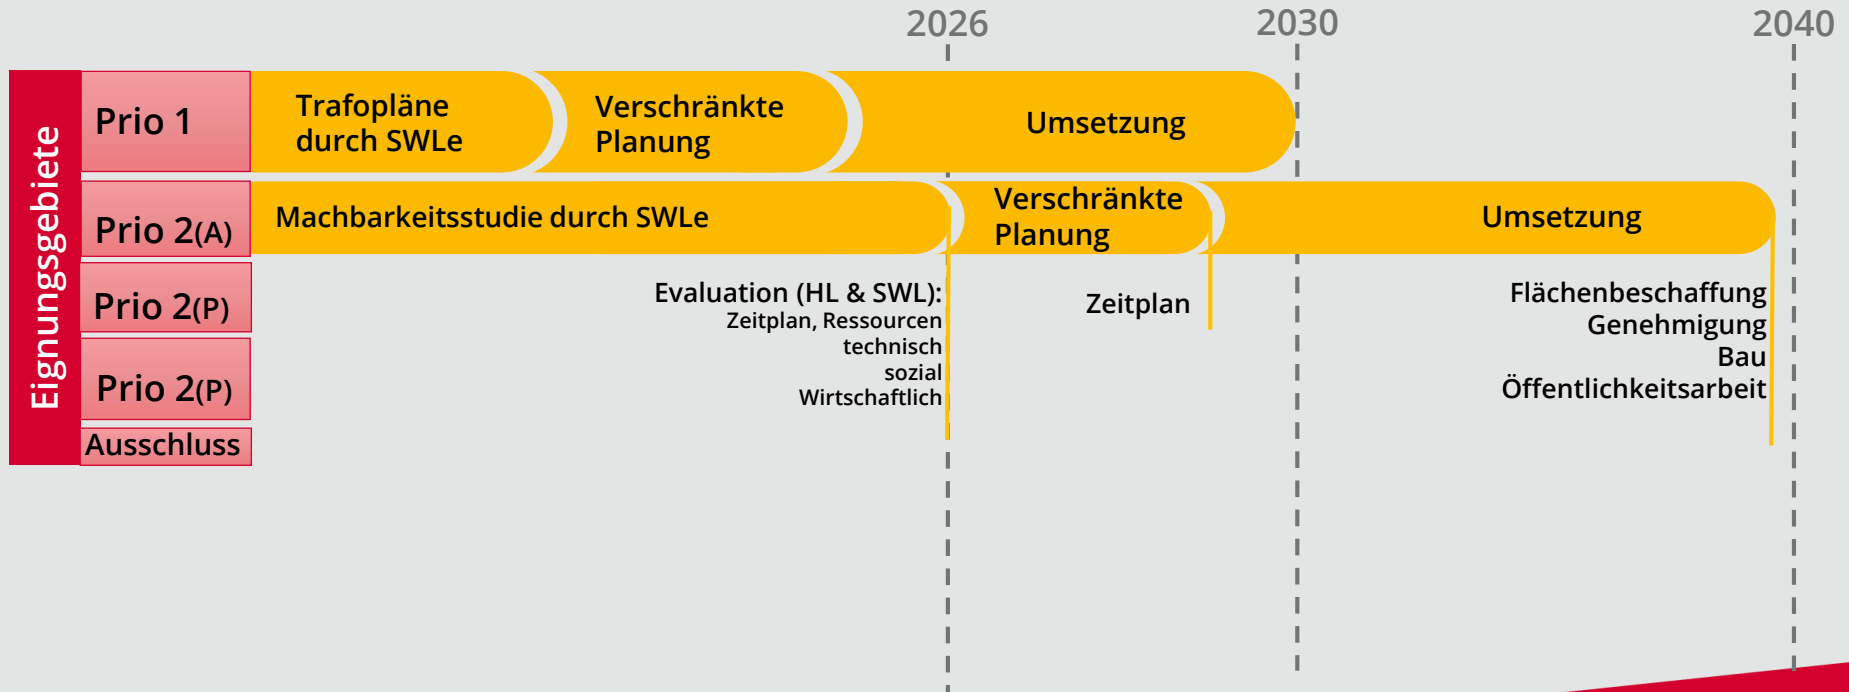 2026
2030
2040
Eignungsgebiete
Prio 1
Trafopläne
durch SWLe
Verschränkte
Planung
Umsetzung
Prio 2(A)
Machbarkeitsstudie durch SWLe
Verschränkte
Planung
Umsetzung
Prio 2(P)
Prio 2(P)
Ausschluss
Evaluation (HL & SWL):
Zeitplan, Ressourcen
technisch
sozial
Wirtschaftlich
Zeitplan
Flächenbeschaffung
Genehmigung
Bau
Öffentlichkeitsarbeit